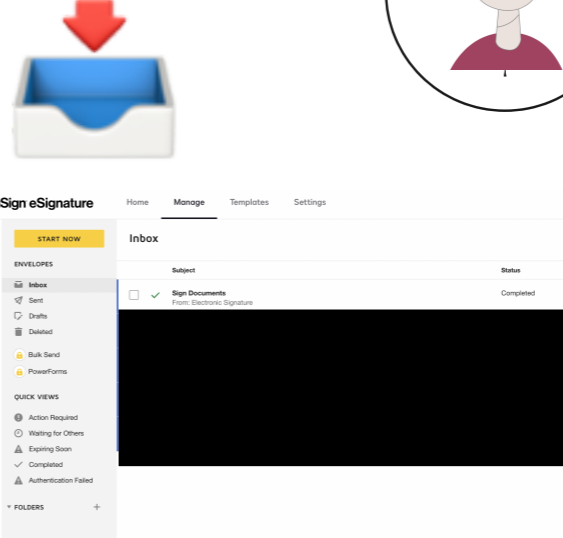 Sign eSignature Home Manage Templates Settings
START NOW
Inbox
ENVELOPES
Subject Status
Inbox
Sign Documents Completed
From: Electronic Signature
Sent
Drafts
Deleted
Bulk Send
PowerForms
QUICK VIEWS
Action Required
Waiting for Others
Expiring Soon
Completed
Authentication Failed
FOLDERS +